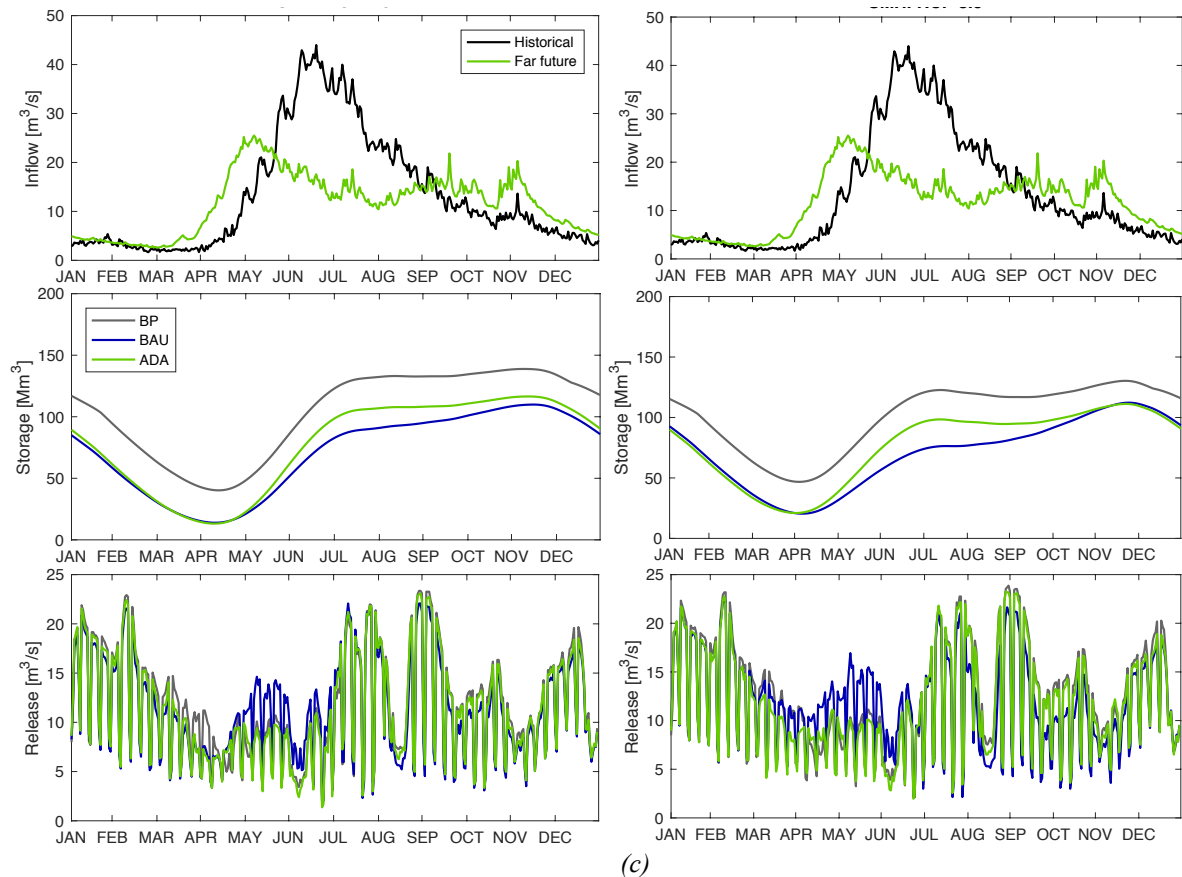 50
40
30
20
10
0
Inflow [m³/s]
Historical
Far future
JAN FEB MAR APR MAY JUN JUL AUG SEP OCT NOV DEC
50
40
30
20
10
0
Inflow [m³/s]
JAN FEB MAR APR MAY JUN JUL AUG SEP OCT NOV DEC
200
150
100
50
0
Storage [Mm³]
BP
BAU
ADA
JAN FEB MAR APR MAY JUN JUL AUG SEP OCT NOV DEC
200
150
100
50
0
Storage [Mm³]
JAN FEB MAR APR MAY JUN JUL AUG SEP OCT NOV DEC
25
20
15
10
5
0
Release [m³/s]
JAN FEB MAR APR MAY JUN JUL AUG SEP OCT NOV DEC
25
20
15
10
5
0
Release [m³/s]
JAN FEB MAR APR MAY JUN JUL AUG SEP OCT NOV DEC
(c)